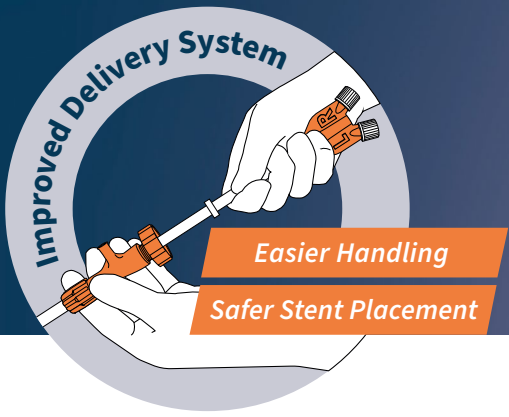 Improved Delivery System
L R
Easier Handling
Safer Stent Placement